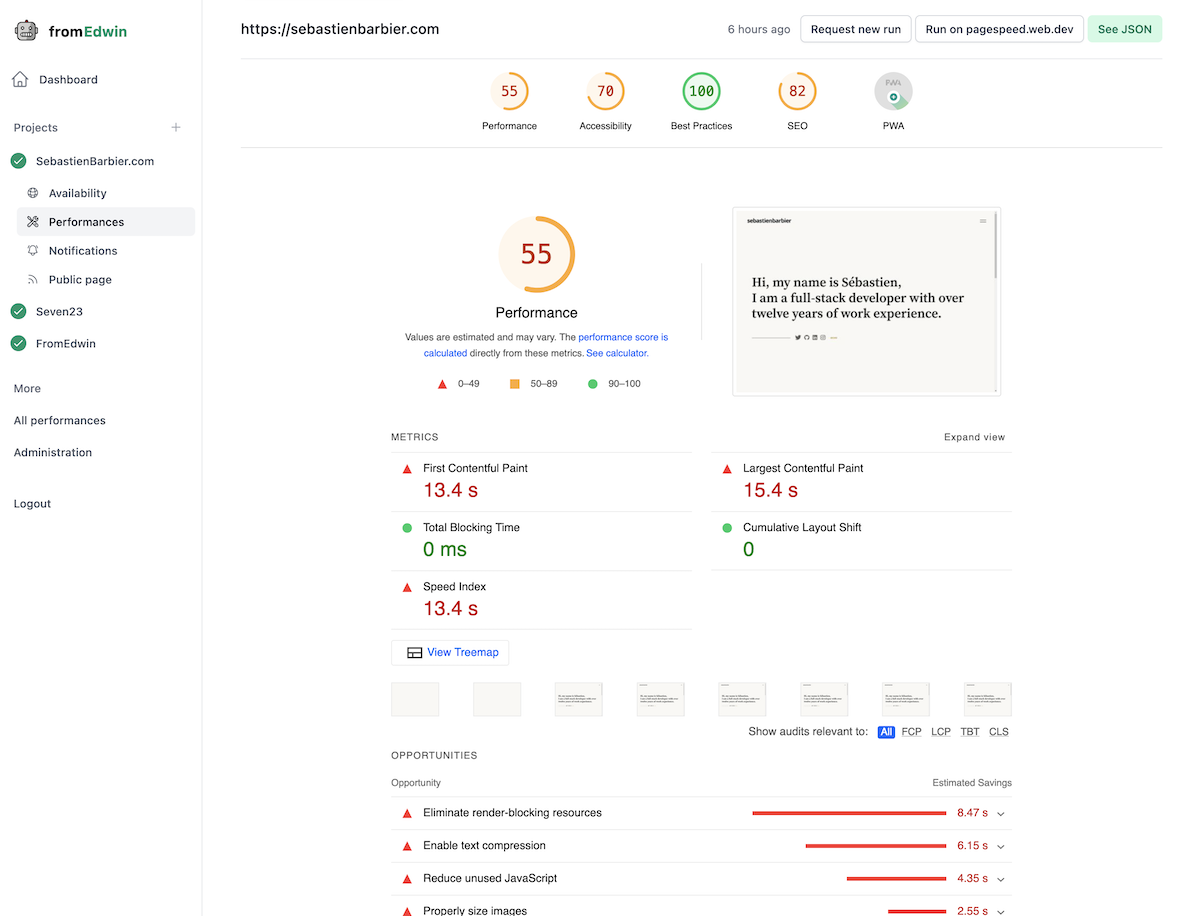 fromEdwin
Dashboard
Projects
SebastienBarbier.com
Availability
Performances
Notifications
Public page
Seven23
FromEdwin
More
All performances
Administration
Logout
https://sebastienbarbier.com
6 hours ago
Request new run
Run on pagespeed.web.dev
See JSON
55
Performance
70
Accessibility
100
Best Practices
82
SEO
PWA
PWA
55
Performance
Values are estimated and may vary. The performance score is
calculated directly from these metrics. See calculator.
0–49
50–89
90–100
sebastienbarbier
Hi, my name is Sébastien,
I am a full-stack developer with over
twelve years of work experience.
METRICS
Expand view
First Contentful Paint
13.4 s
Largest Contentful Paint
15.4 s
Total Blocking Time
0 ms
Cumulative Layout Shift
0
Speed Index
13.4 s
View Treemap
Show audits relevant to: All FCP LCP TBT CLS
OPPORTUNITIES
Opportunity
Estimated Savings
Eliminate render-blocking resources
8.47 s
Enable text compression
6.15 s
Reduce unused JavaScript
4.35 s
Properly size images
2.55 s